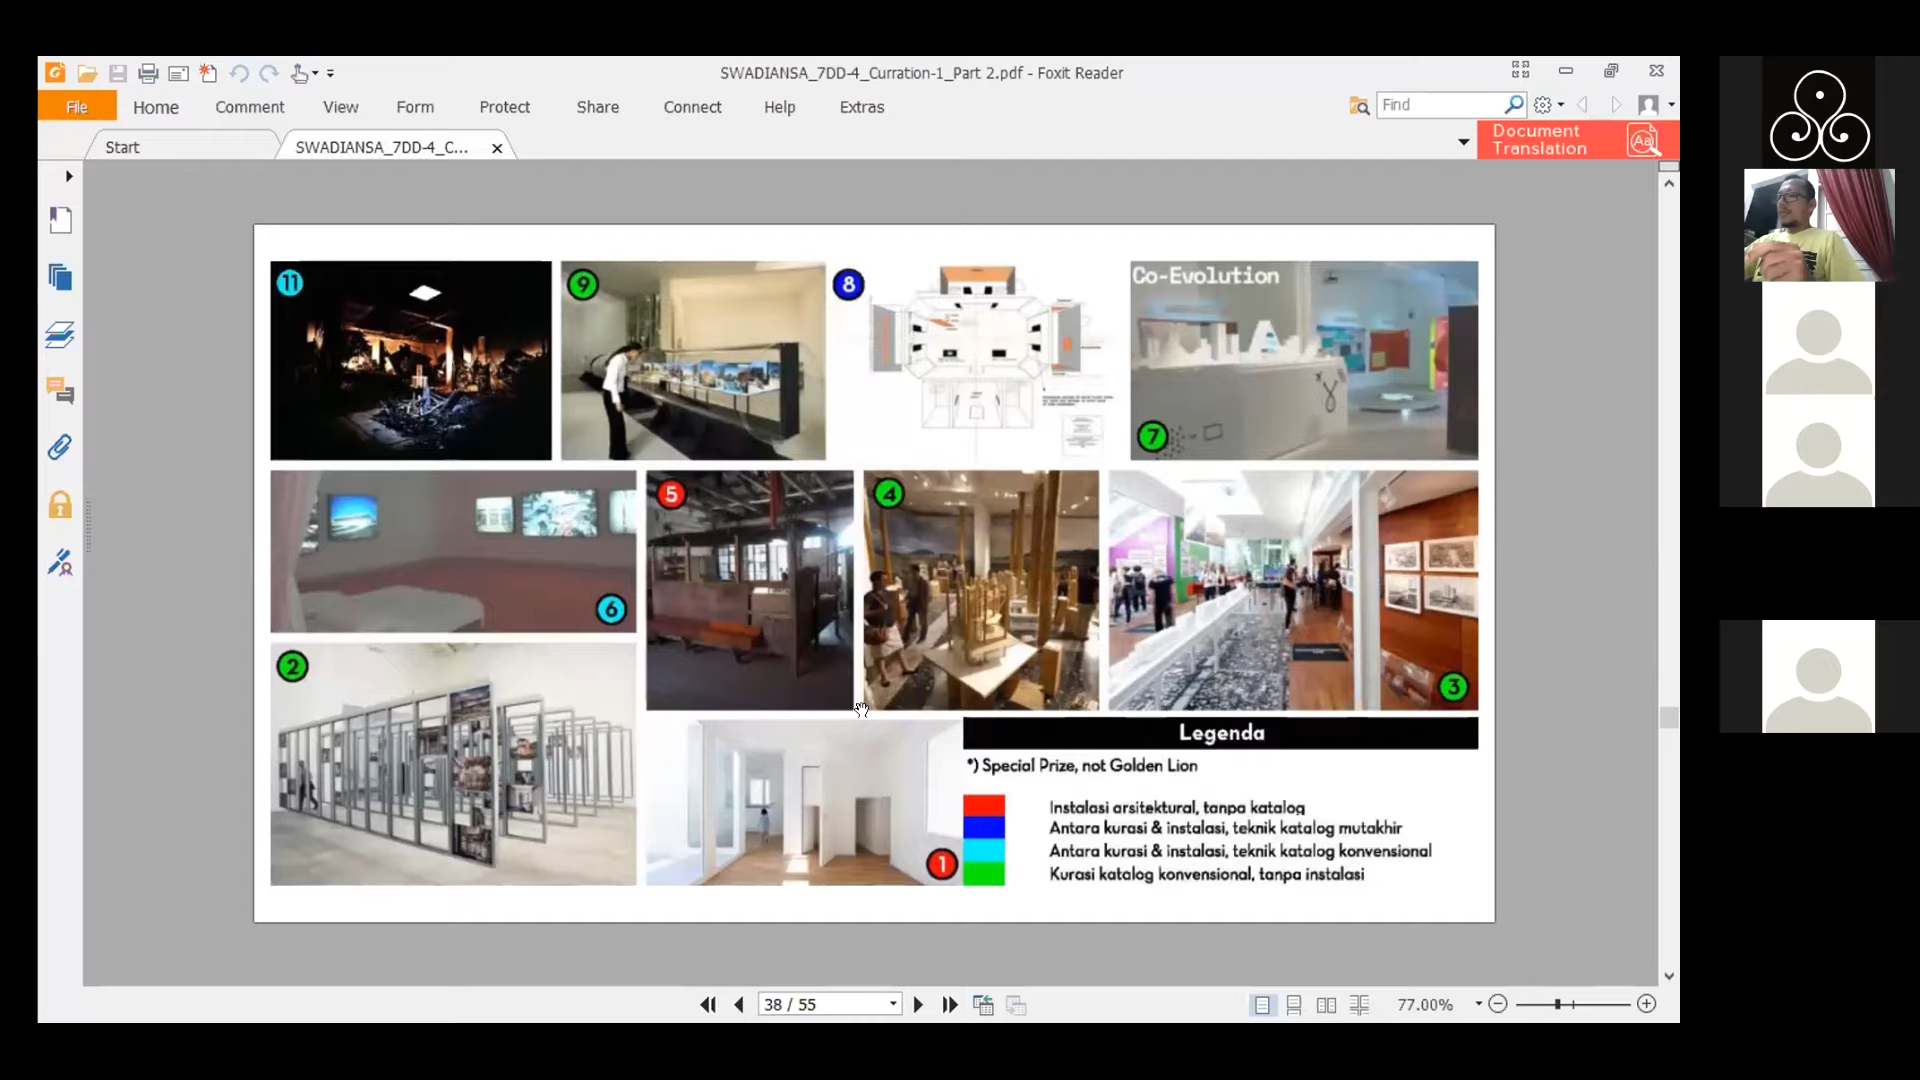 SWADIANSA_7DD-4_Curration-1_Part 2.pdf - Foxit Reader
File Home Comment View Form Protect Share Connect Help Extras
Find
Start
SWADIANSA_7DD-4_C...
Document
Translation
11
9
8
Co-Evolution
7
6
5
4
3
2
1
Legenda
*) Special Prize, not Golden Lion
Instalasi arsitektural, tanpa katalog
Antara kurasi & instalasi, teknik katalog mutakhir
Antara kurasi & instalasi, teknik katalog konvensional
Kurasi katalog konvensional, tanpa instalasi
38 / 55
77.00%